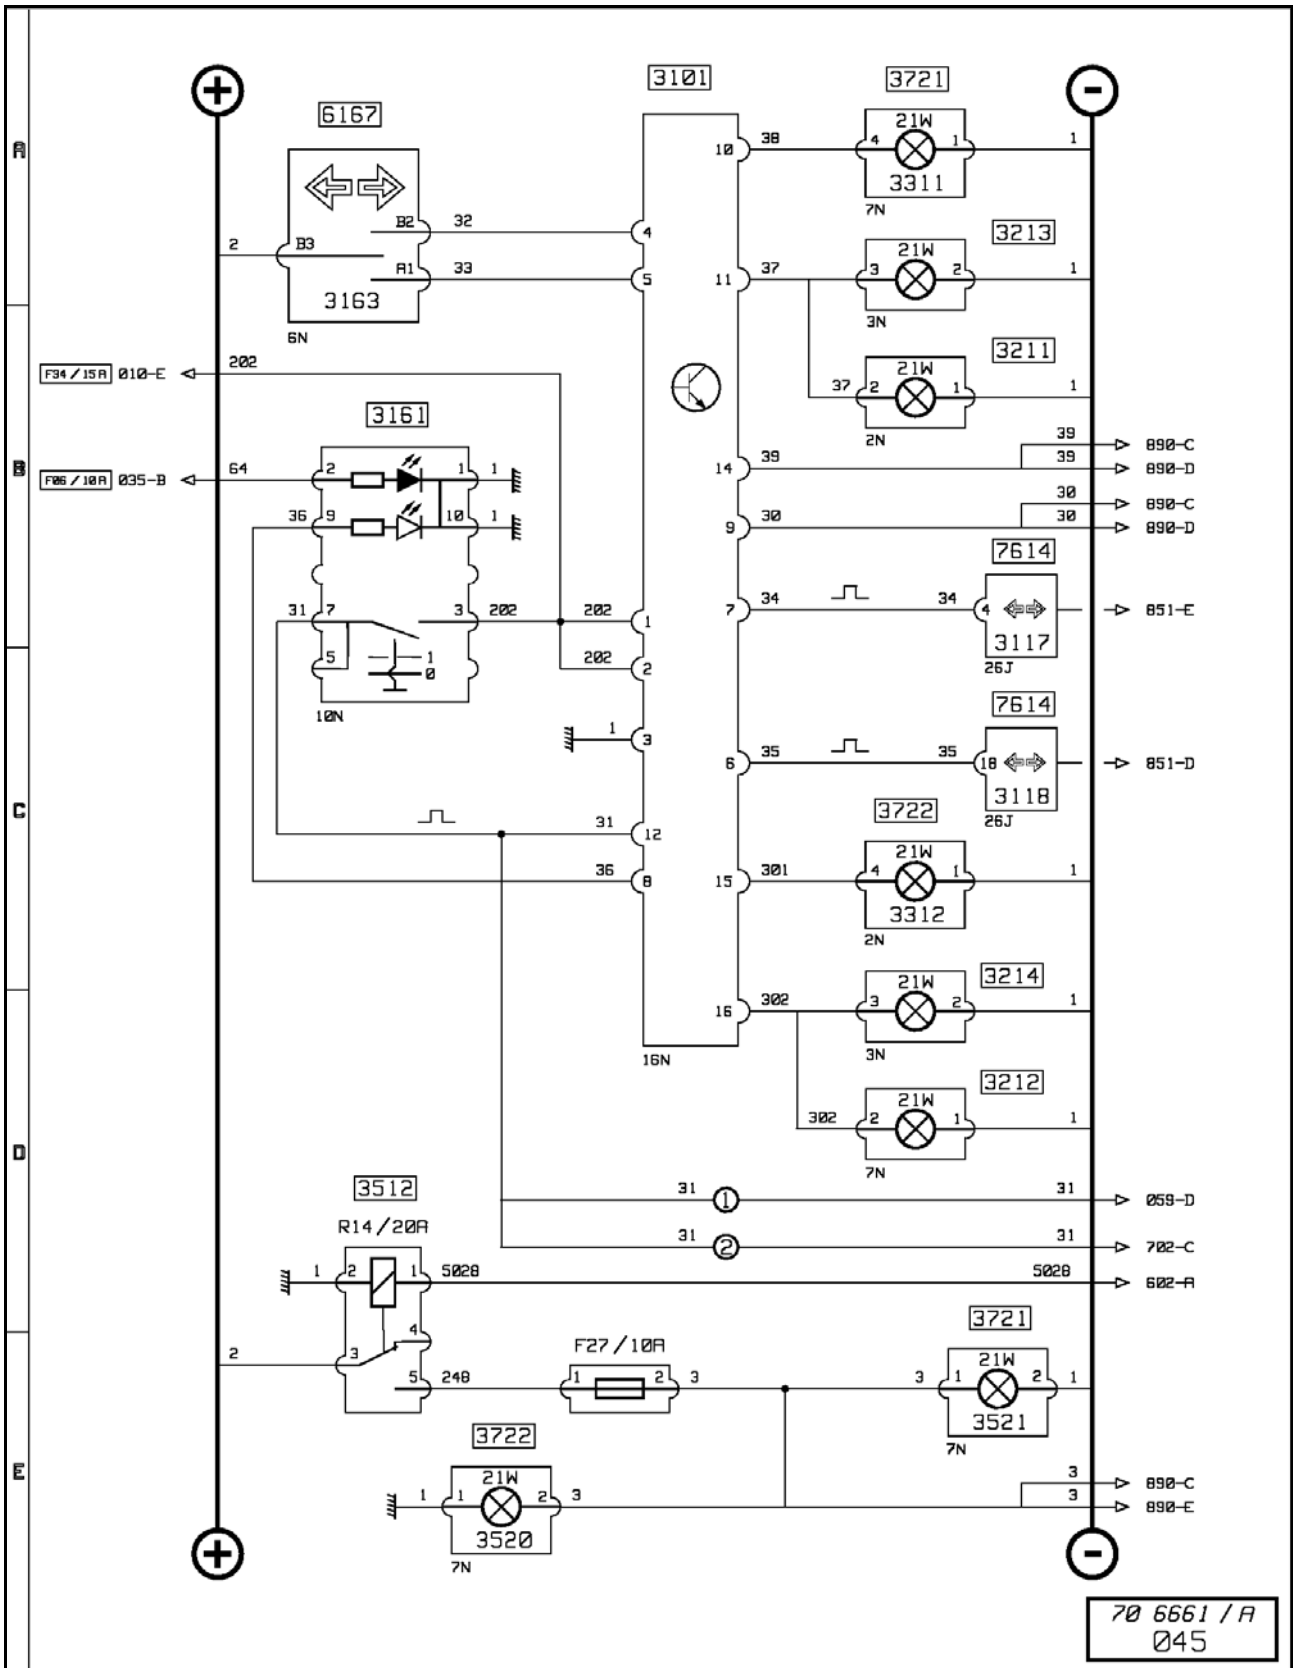 3101
3721
6167
21W
38
1
A
10
4
1
3311
7N
3213
B2
32
21W
2
B3
4
37
3
2
1
A1
33
5
11
3163
3N
6N
3211
202
21W
F34/15A 010-E
37
2
1
1
3161
2N
39
890-C
B
64
2
1
1
14
39
39
890-D
F06/10A 035-B
30
890-C
36
9
10
1
9
30
30
890-D
7614
34
34
31
7
3
202
202
1
7
4
851-E
5
1
202
2
3117
0
26J
10N
7614
1
3
35
35
6
18
851-D
C
3118
3722
26J
31
12
21W
36
8
15
301
4
1
1
3312
2N
3214
21W
302
3
2
1
16
16N
3N
3212
21W
302
2
1
1
D
7N
3512
31
1
31
059-D
R14/20A
31
2
31
702-C
1
2
1
5028
5028
602-A
3721
4
F27/10A
2
3
21W
5
248
1
2
3
3
1
2
1
3521
3722
7N
E
21W
3
890-C
1
1
2
3
3
890-E
3520
7N
70 6661 / A
045